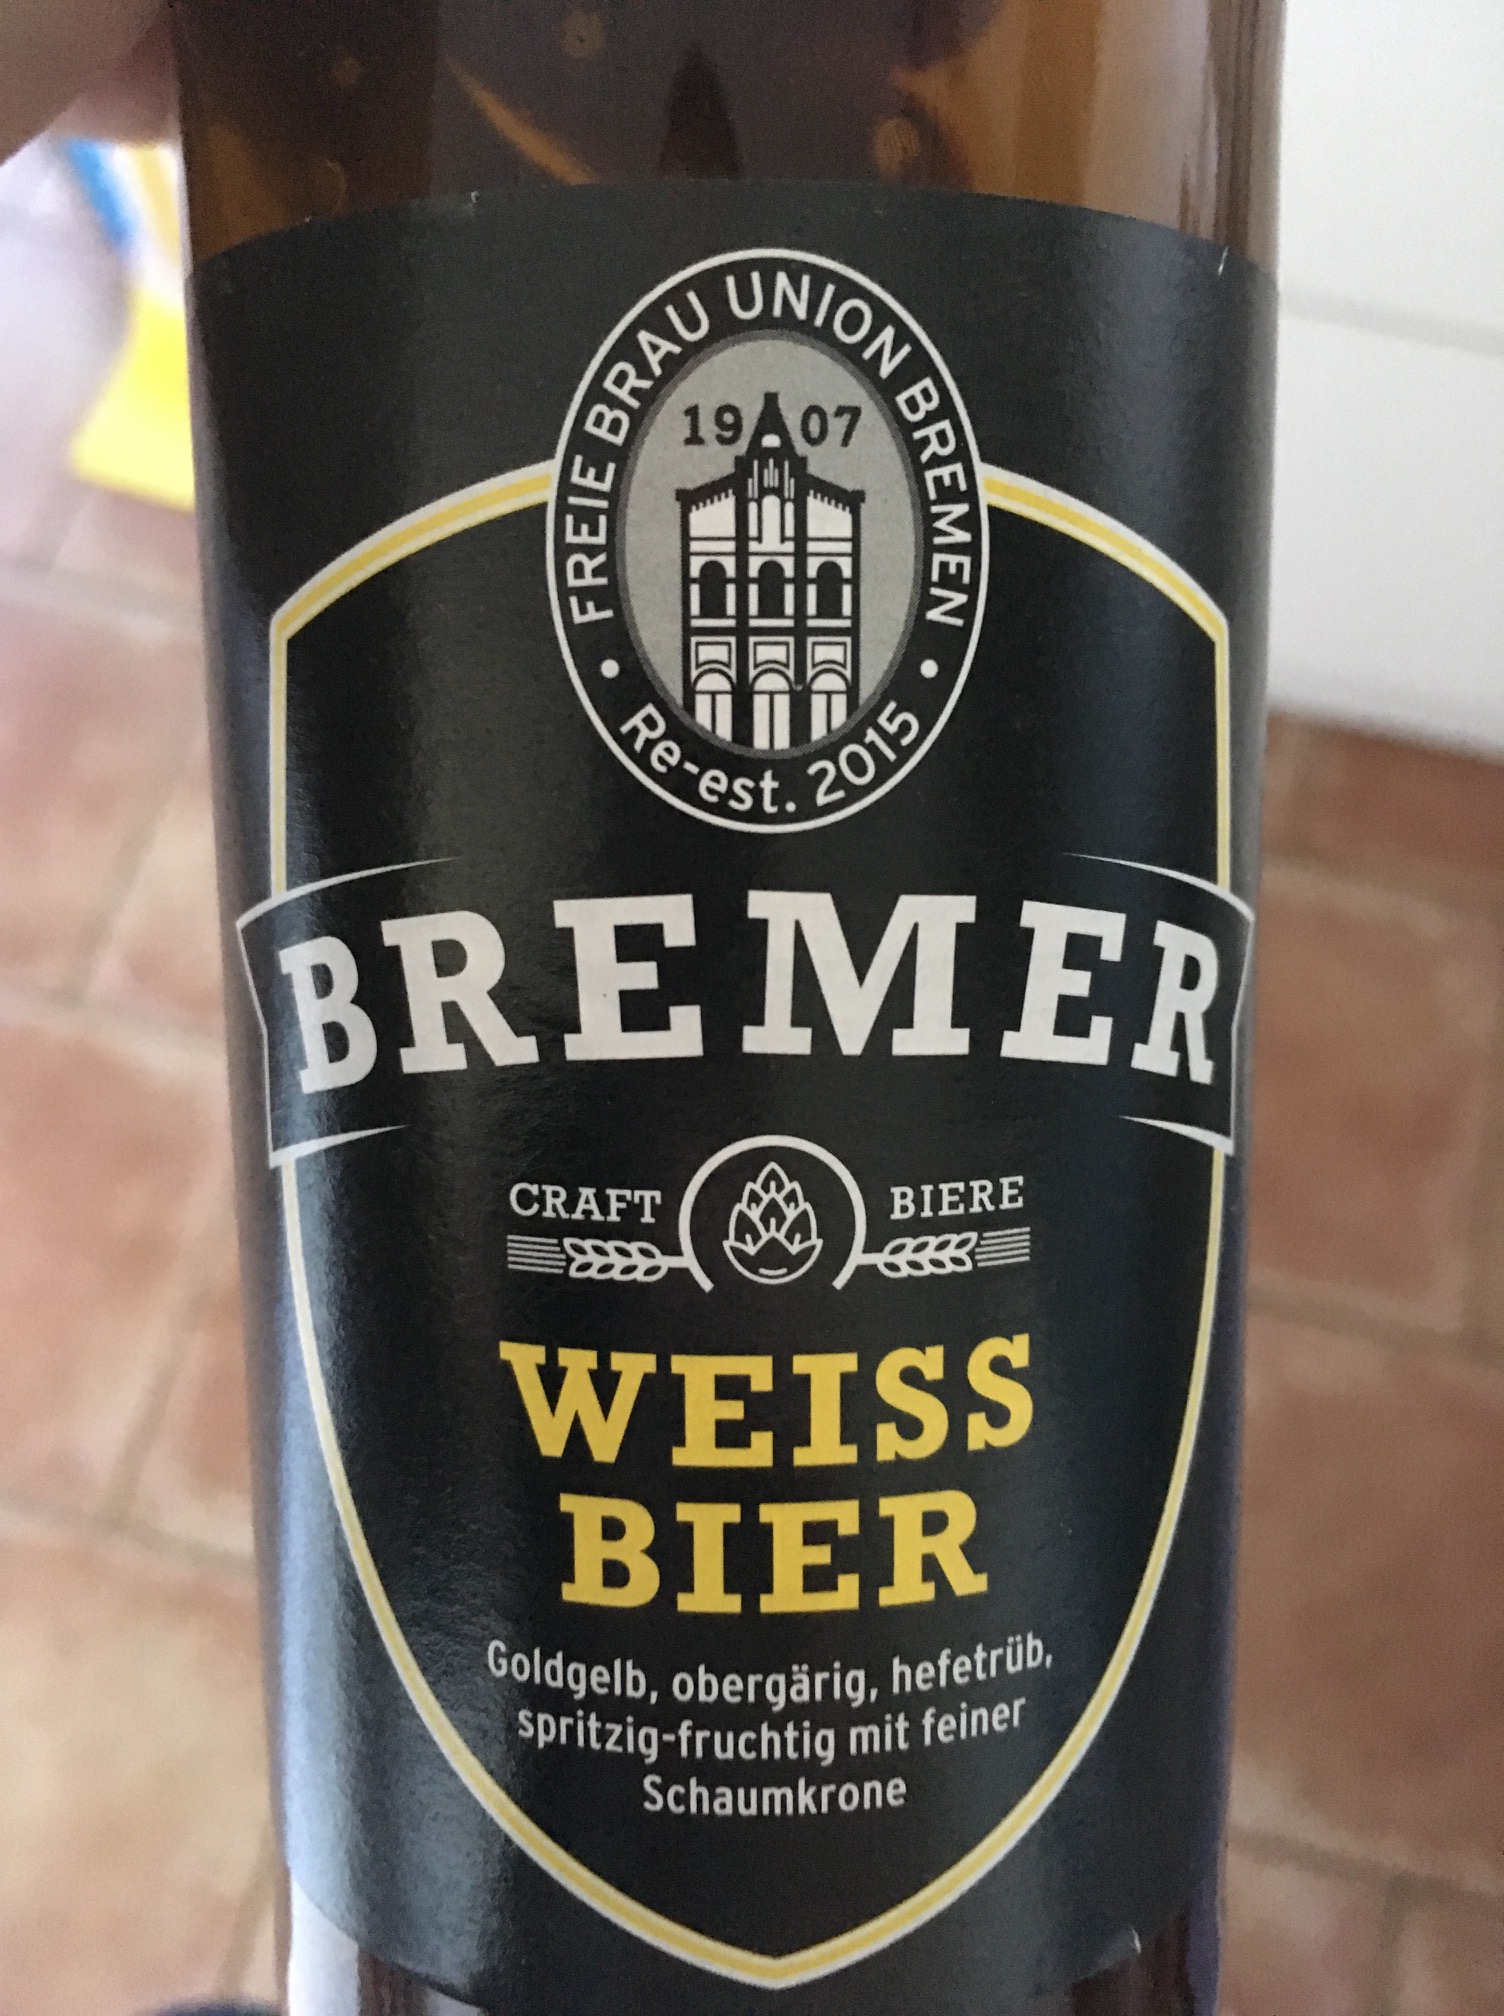 FREIE BRAU UNION BREMEN
19 07
• Re-est. 2015 •
BREMER
CRAFT BIERE
WEISS
BIER
Goldgelb, obergärig, hefetrüb,
spritzig-fruchtig mit feiner
Schaumkrone